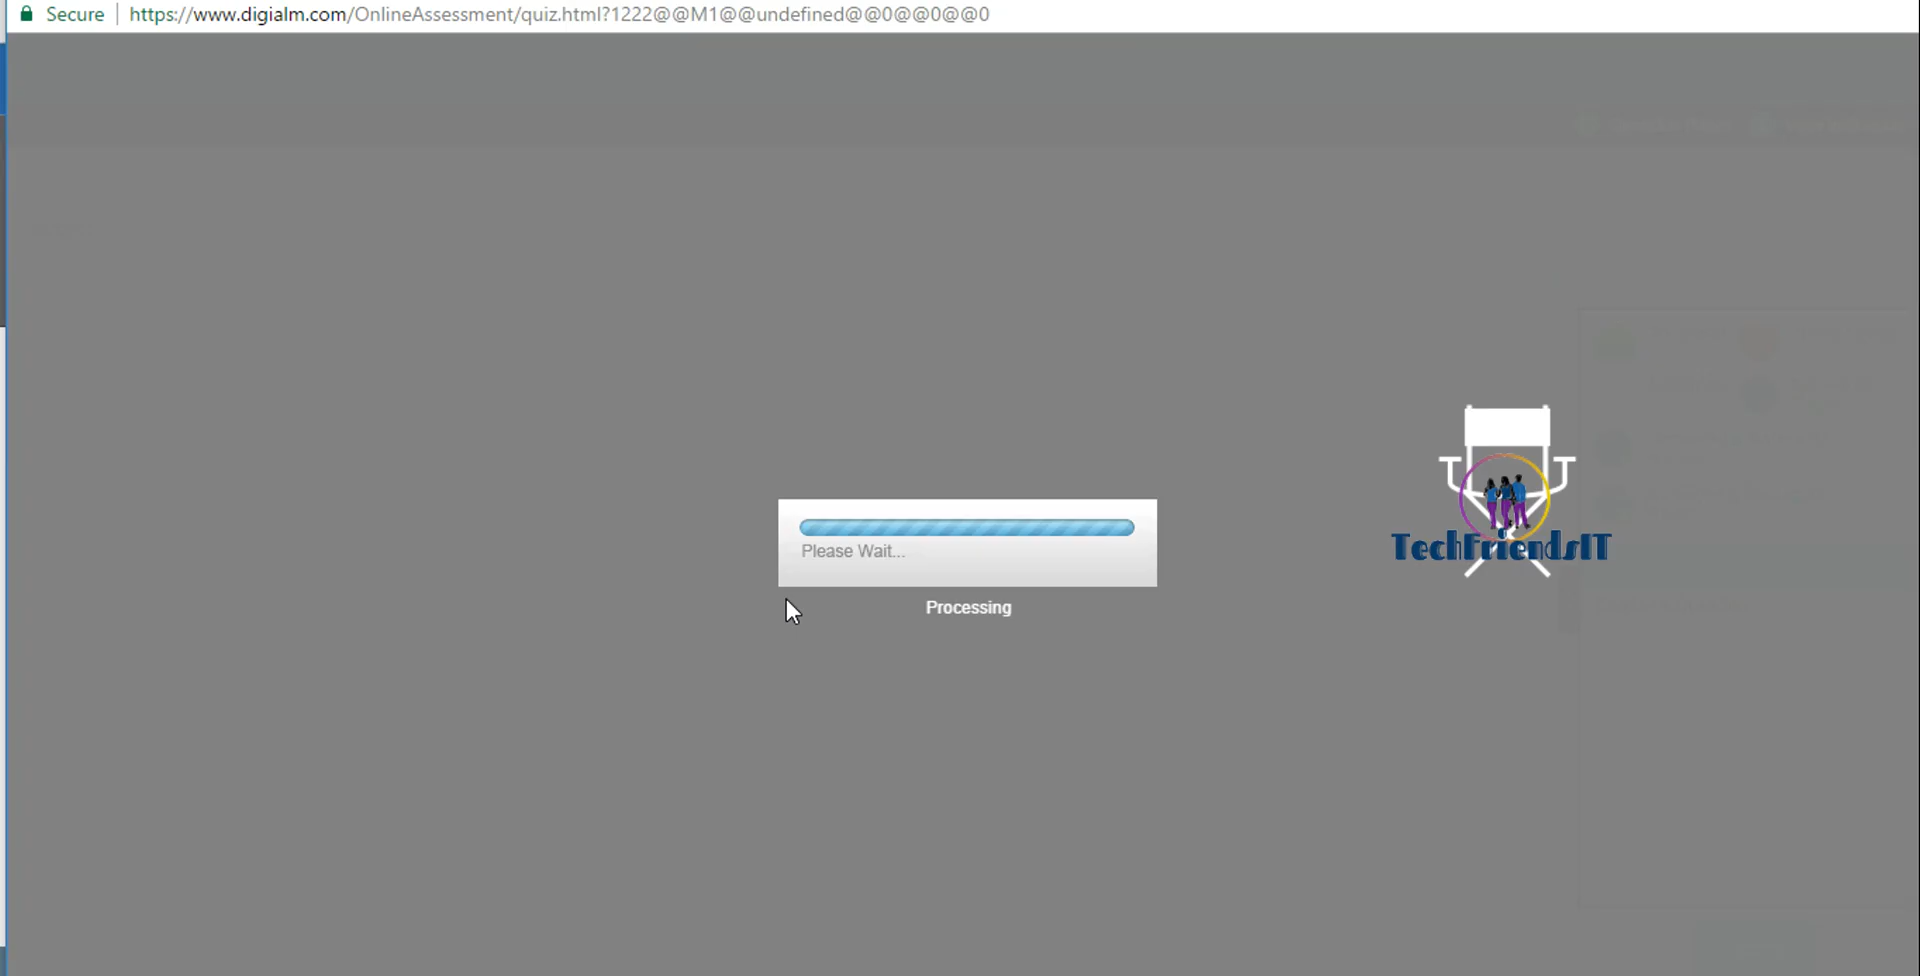 Secure https://www.digialm.com/OnlineAssessment/quiz.html?1222@@M1@@undefined@@0@@0@@0
Please Wait...
Processing
TechFriendsIT